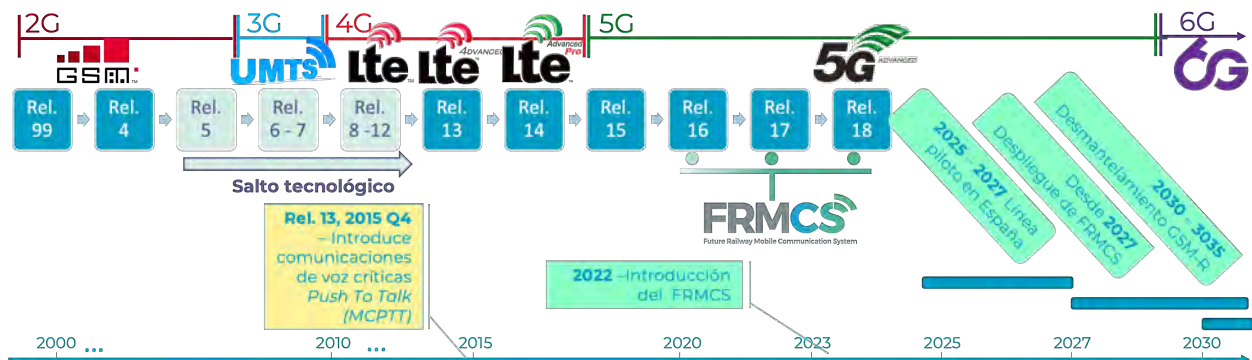 2G
3G
4G
5G
6G
GSM
UMTS
lte
lte
4DVANCED
lte
Advanced
Pro
5G
ADVANCED
6G
Rel.
99
Rel.
4
Rel.
5
Rel.
6 - 7
Rel.
8 -12
Rel.
13
Rel.
14
Rel.
15
Rel.
16
Rel.
17
Rel.
18
Salto tecnológico
FRMCS
Future Railway Mobile Communication System
Rel. 13, 2015 Q4
– Introduce
comunicaciones
de voz críticas
Push To Talk
(MCPTT)
2022 –Introducción
del FRMCS
2025 – 2027 Línea
piloto en España
Despliegue de FRMCS
Desde 2027
Desmantelamiento GSM-R
2030 – 3035
2000
...
2010
...
2015
2020
2023
2025
2027
2030